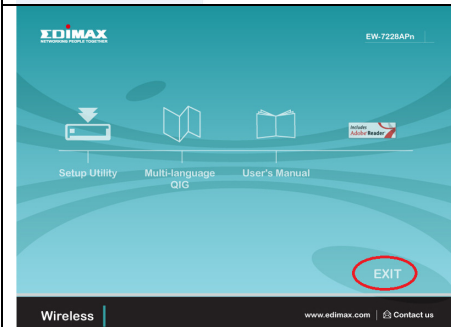 EDIMAX
NETWORKING PEOPLE TOGETHER
EW-7228APn
Includes
Adobe Reader
Setup Utility
Multi-language
QIG
User's Manual
EXIT
Wireless
www.edimax.com
Contact us